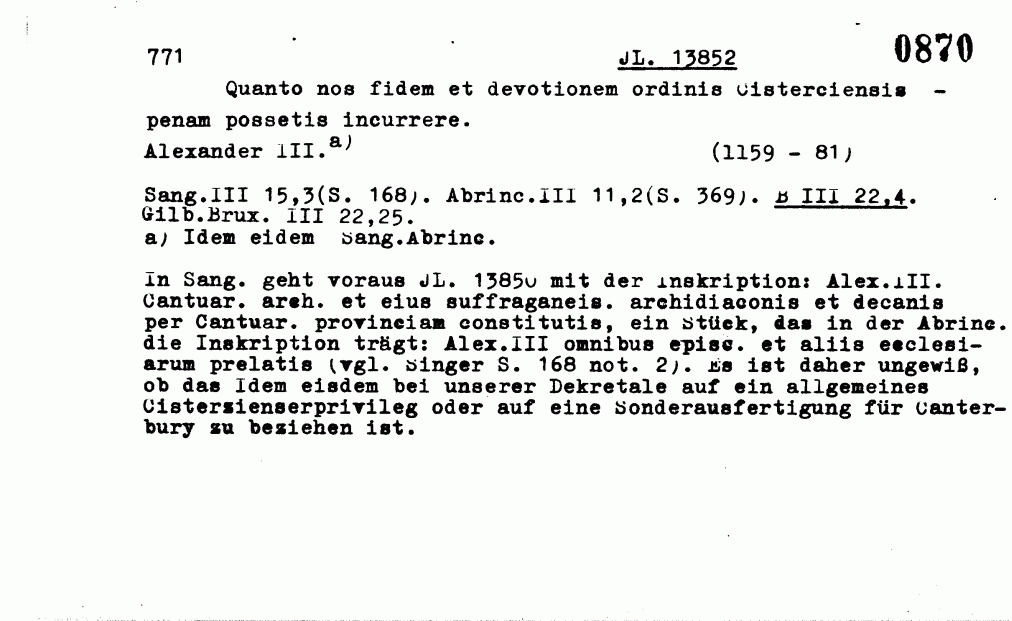 771 JL. 13852 0870
Quanto nos fidem et devotionem ordinis Cisterciensis -
penam possetis incurrere.
Alexander III.a) (1159 - 81)
Sang.III 15,3(S. 168). Abrinc.III 11,2(S. 369). B III 22,4.
Gilb.Brux. III 22,25.
a) Idem eidem Sang.Abrinc.
In Sang. geht voraus JL. 13850 mit der Inskription: Alex.III.
Cantuar. arch. et eius suffraganeis. archidiaconis et decanis
per Cantuar. provinciam constitutis, ein Stück, das in der Abrinc.
die Inskription trägt: Alex.III omnibus episc. et aliis ecclesi-
arum prelatis (vgl. Singer S. 168 not. 2). Es ist daher ungewiß,
ob das Idem eisdem bei unserer Dekretale auf ein allgemeines
Cisterzienserprivileg oder auf eine Sonderausfertigung für Canter-
bury zu beziehen ist.